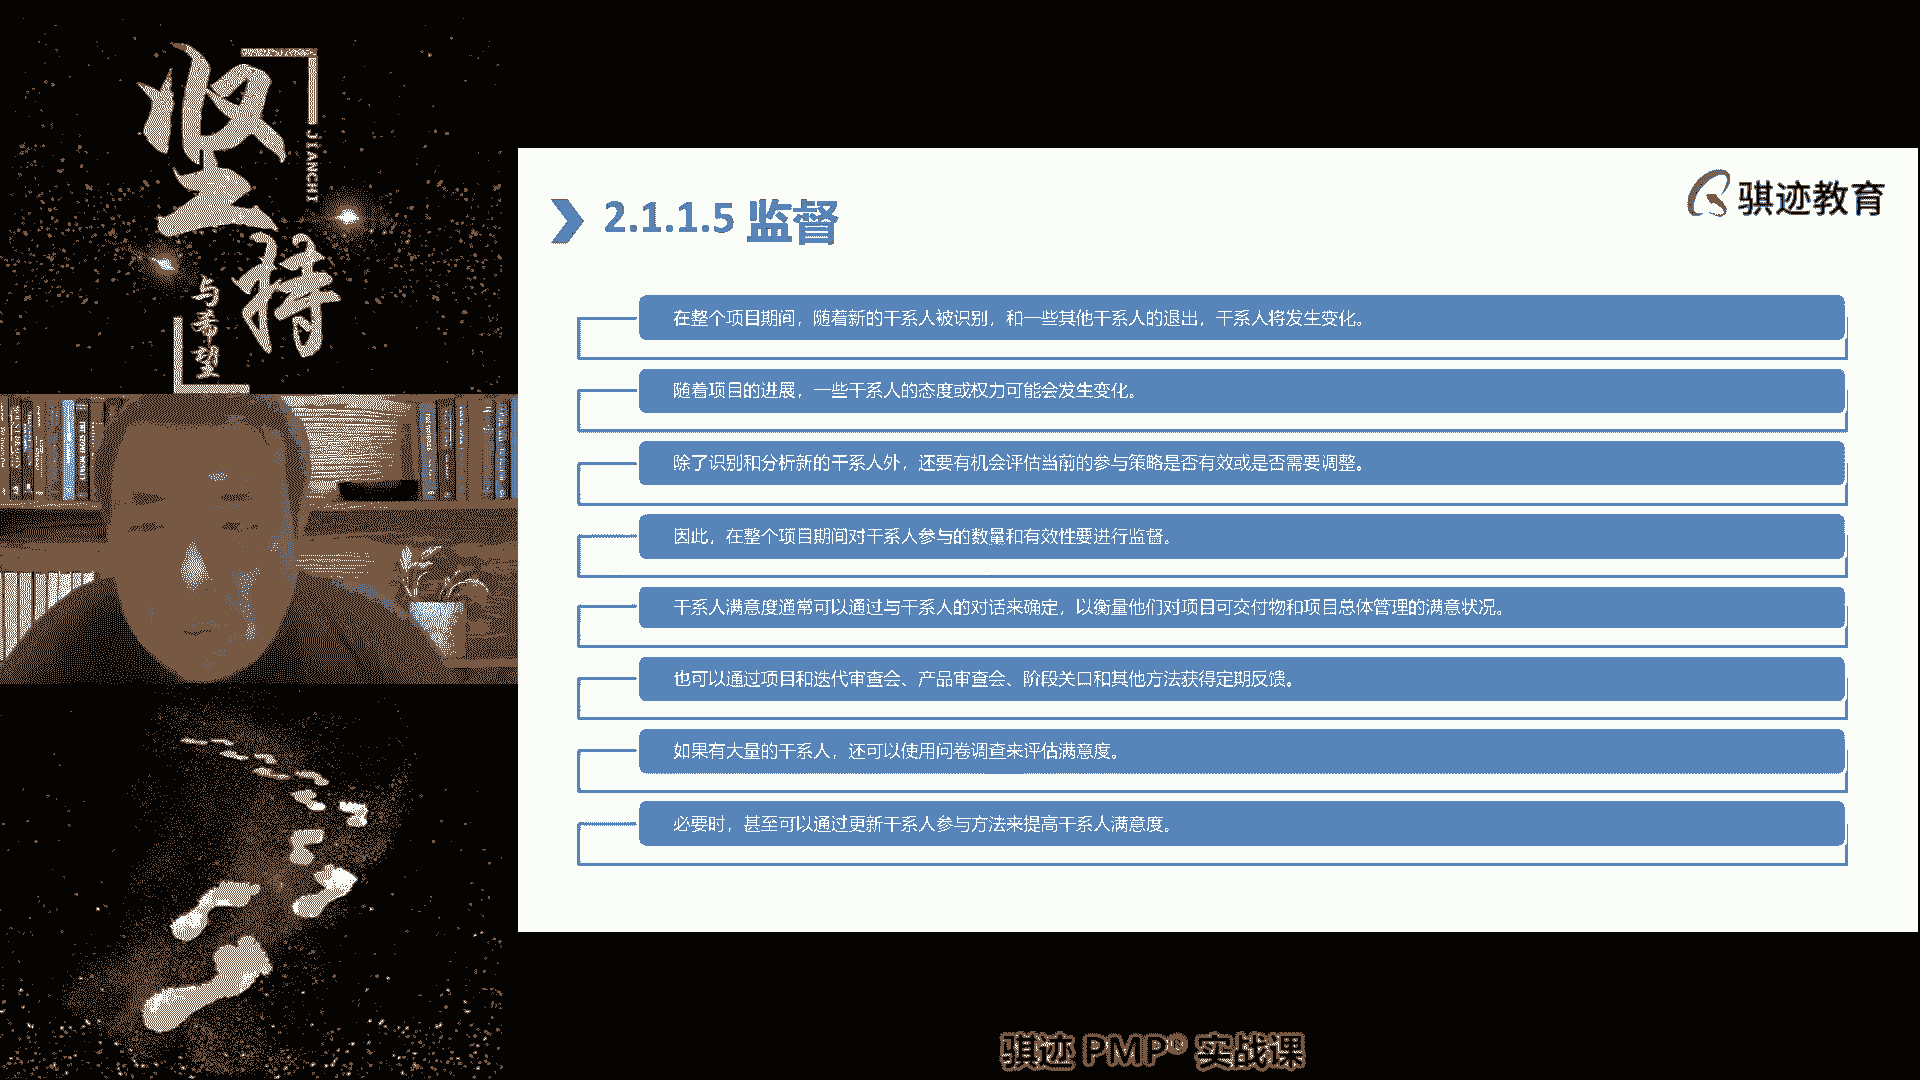 坚持
JIANCHI
与希望
骐迹教育
2.1.1.5 监督
在整个项目期间，随着新的干系人被识别，和一些其他干系人的退出，干系人将发生变化。
随着项目的进展，一些干系人的态度或权力可能会发生变化。
除了识别和分析新的干系人外，还要有机会评估当前的参与策略是否有效或是否需要调整。
因此，在整个项目期间对干系人参与的数量和有效性要进行监督。
干系人满意度通常可以通过与干系人的对话来确定，以衡量他们对项目可交付物和项目总体管理的满意状况。
也可以通过项目和迭代审查会、产品审查会、阶段关口和其他方法获得定期反馈。
如果有大量的干系人，还可以使用问卷调查来评估满意度。
必要时，甚至可以通过更新干系人参与方法来提高干系人满意度。
骐迹 PMP® 实战课